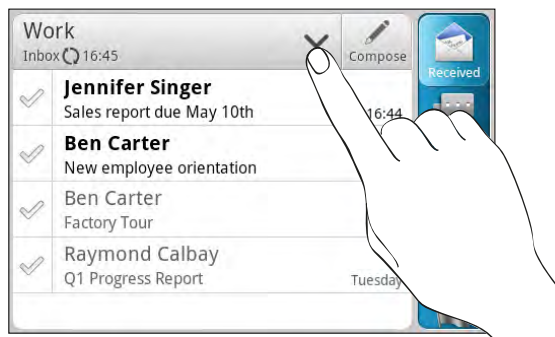 Work
Inbox 16:45
Compose
Received
Jennifer Singer
Sales report due May 10th 16:44
Ben Carter
New employee orientation
Ben Carter
Factory Tour
Raymond Calbay
Q1 Progress Report Tuesday